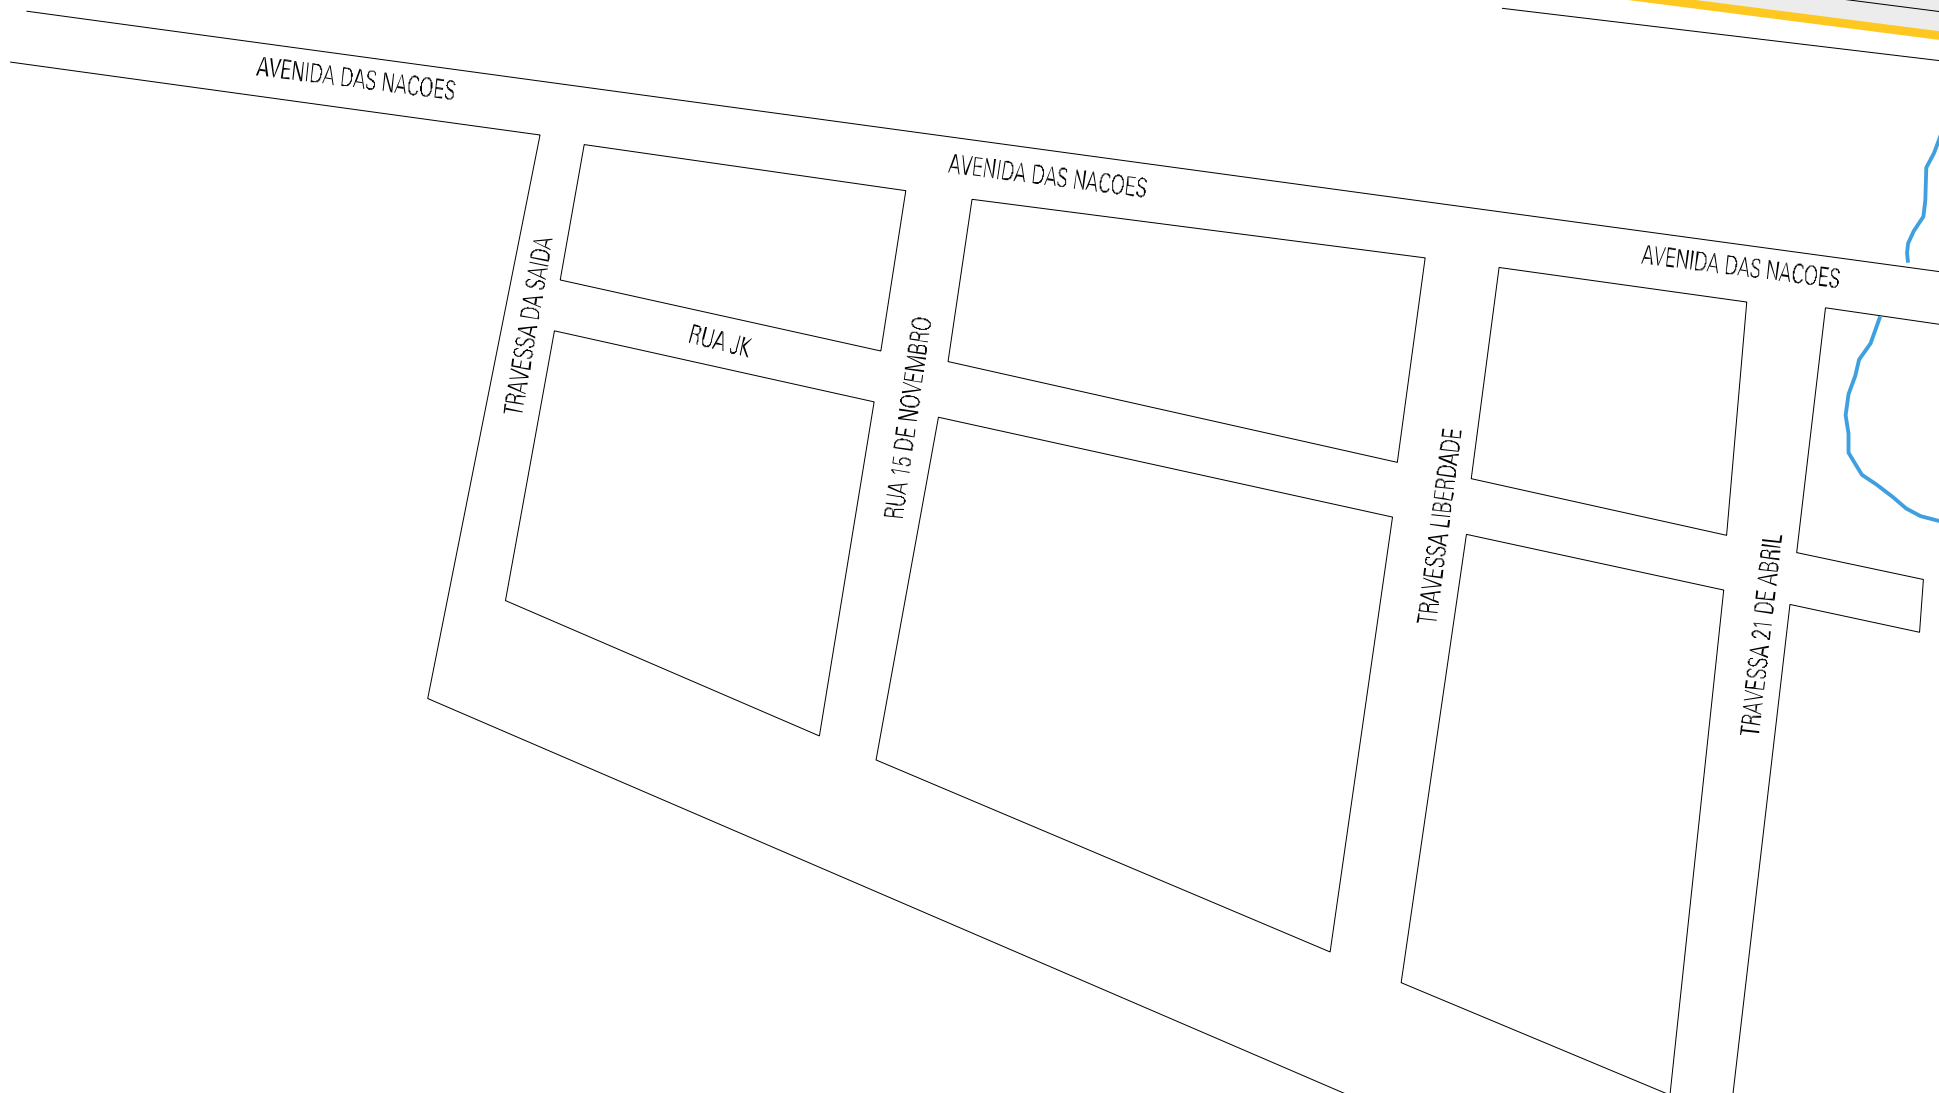 AVENIDA DAS NACOES
AVENIDA DAS NACOES
AVENIDA DAS NACOES
TRAVESSA DA SAIDA
RUA JK
RUA 15 DE NOVEMBRO
TRAVESSA LIBERDADE
TRAVESSA 21 DE ABRIL